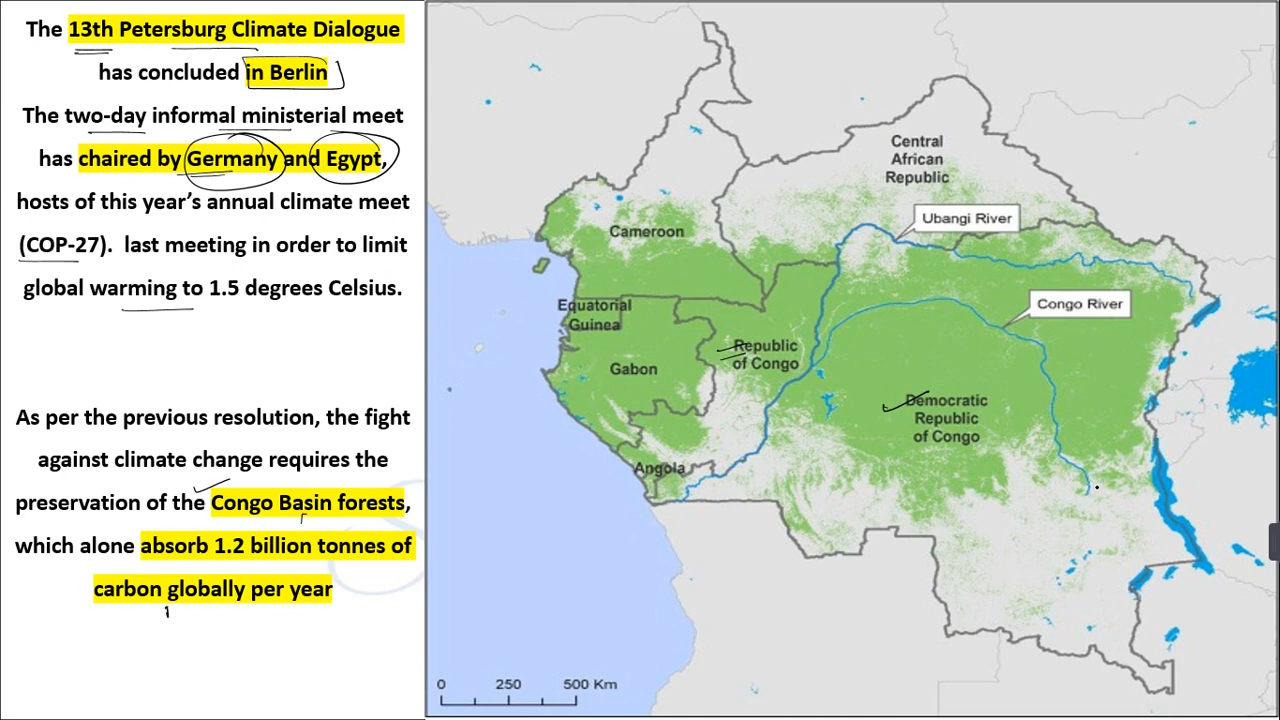 The 13th Petersburg Climate Dialogue
has concluded in Berlin
The two-day informal ministerial meet
has chaired by Germany and Egypt,
hosts of this year’s annual climate meet
(COP-27).  last meeting in order to limit
global warming to 1.5 degrees Celsius.
As per the previous resolution, the fight
against climate change requires the
preservation of the Congo Basin forests,
which alone absorb 1.2 billion tonnes of
carbon globally per year
Central
African
Republic
Ubangi River
Cameroon
Congo River
Equatorial
Guinea
Republic
of Congo
Gabon
Democratic
Republic
of Congo
Angola
0 250 500 Km